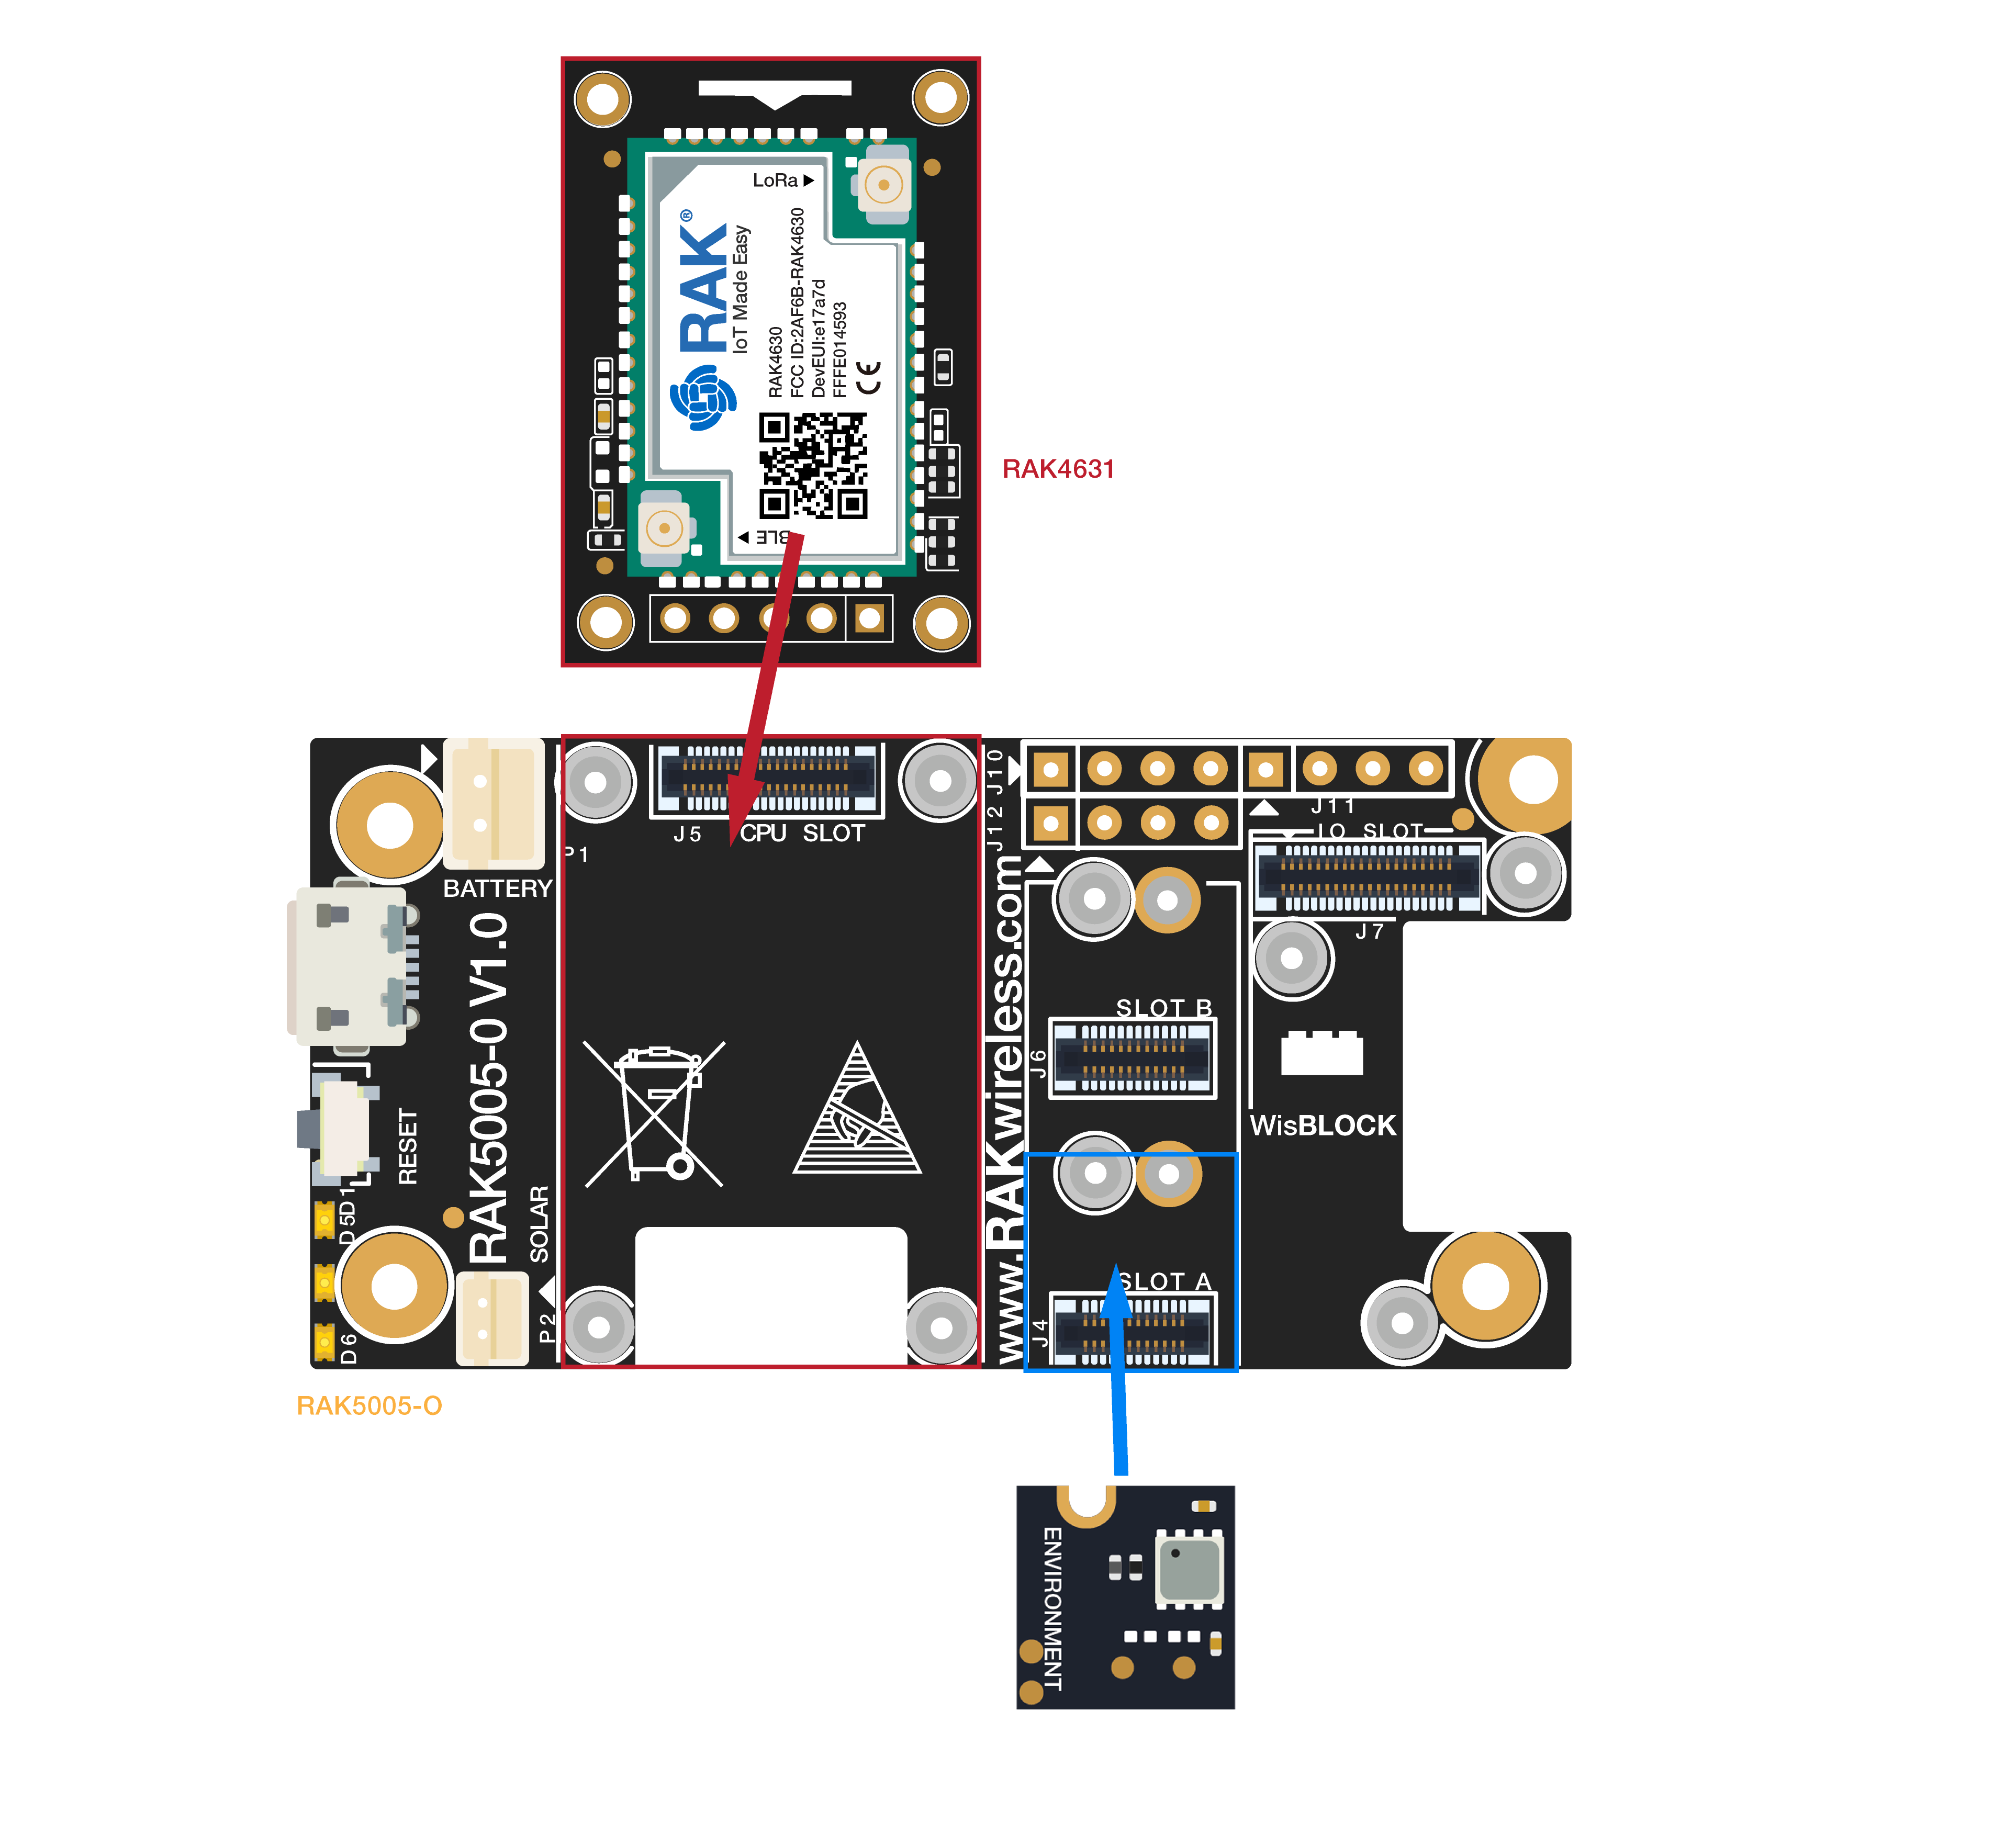 LoRa
RAK®
IoT Made Easy
RAK4630
FCC ID:2AF6B-RAK4630
DevEUI:e17a7d
FFFE014593
CE
BLE
RAK4631
J10
J12
J11
J5
CPU SLOT
IO SLOT
P1
BATTERY
J7
RAK5005-0 V1.0
www.RAKwireless.com
SLOT B
J6
WisBLOCK
RESET
SOLAR
D1
D5
SLOT A
J4
P2
D6
RAK5005-O
ENVIRONMENT